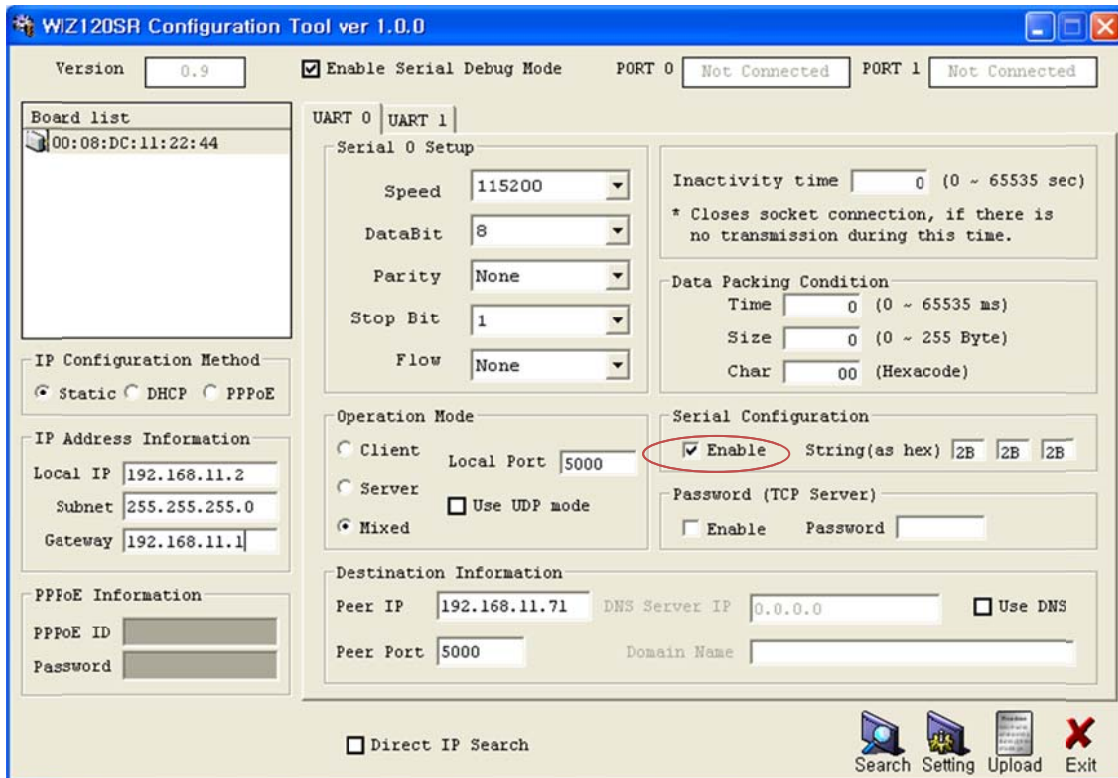 WIZ120SR Configuration Tool ver 1.0.0
Version 0.9
Enable Serial Debug Mode
PORT 0 Not Connected
PORT 1 Not Connected
Board list
00:08:DC:11:22:44
IP Configuration Method
Static DHCP PPPoE
IP Address Information
Local IP 192.168.11.2
Subnet 255.255.255.0
Gateway 192.168.11.1
PPPoE Information
PPPoE ID
Password
UART 0 UART 1
Serial 0 Setup
Speed 115200
DataBit 8
Parity None
Stop Bit 1
Flow None
Inactivity time 0 (0 ~ 65535 sec)
* Closes socket connection, if there is
no transmission during this time.
Data Packing Condition
Time 0 (0 ~ 65535 ms)
Size 0 (0 ~ 255 Byte)
Char 00 (Hexacode)
Operation Mode
Client
Server
Mixed
Local Port 5000
Use UDP mode
Serial Configuration
Enable String(as hex) 2B 2B 2B
Password (TCP Server)
Enable Password
Destination Information
Peer IP 192.168.11.71 DNS Server IP 0.0.0.0 Use DNS
Peer Port 5000 Domain Name
Direct IP Search
Search Setting Upload Exit